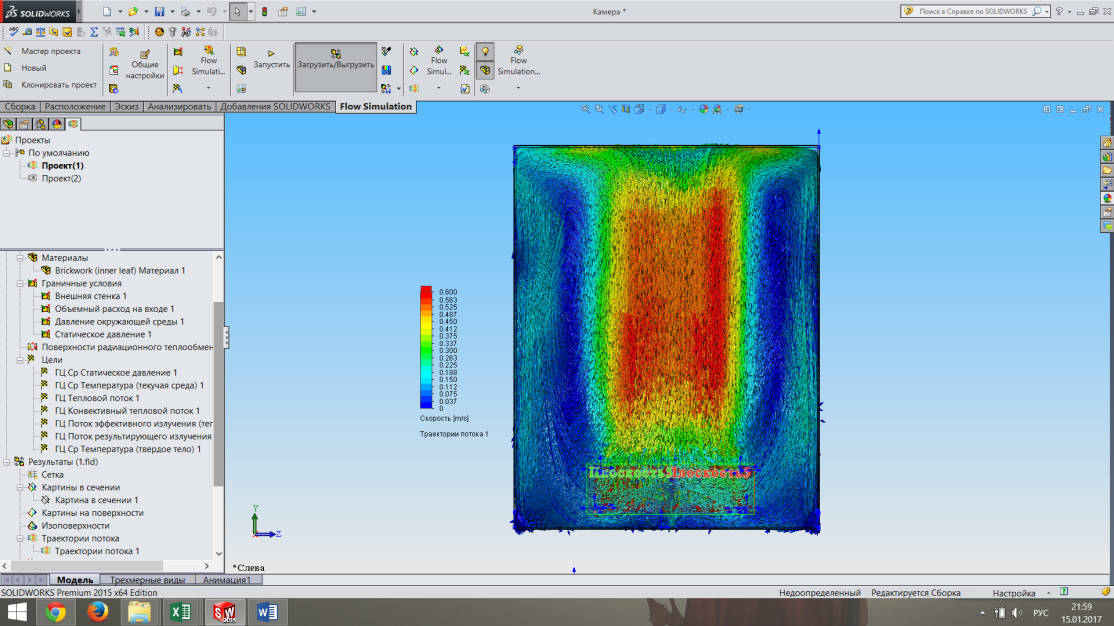 SOLIDWORKS
Камера *
Поиск в Справке по SOLIDWORKS
Мастер проекта
Новый
Клонировать проект
Общие настройки
Flow Simulati...
Запустить
Загрузить/Выгрузить
Flow Simul...
Flow Simulation...
Сборка
Расположение
Эскиз
Анализировать
Добавления SOLIDWORKS
Flow Simulation
Проекты
По умолчанию
Проект(1)
Проект(2)
Материалы
Brickwork (inner leaf) Материал 1
Граничные условия
Внешняя стенка 1
Объемный расход на входе 1
Давление окружающей среды 1
Статическое давление 1
Поверхности радиационного теплообмен
Цели
ГЦ Ср Статическое давление 1
ГЦ Ср Температура (текучая среда) 1
ГЦ Тепловой поток 1
ГЦ Конвективный тепловой поток 1
ГЦ Поток эффективного излучения (теп
ГЦ Поток результирующего излучения
ГЦ Ср Температура (твердое тело) 1
Результаты (1.fld)
Сетка
Картины в сечении
Картина в сечении 1
Картины на поверхности
Изоповерхности
Траектории потока
Траектории потока 1
0.600
0.563
0.525
0.487
0.450
0.412
0.375
0.337
0.300
0.263
0.225
0.188
0.150
0.112
0.075
0.037
0
Скорость [m/s]
Траектории потока 1
Y
Z
*Слева
Модель
Трехмерные виды
Анимация1
SOLIDWORKS Premium 2015 x64 Edition
Недоопределенный
Редактируется Сборка
Настройка
РУС
21:59
15.01.2017